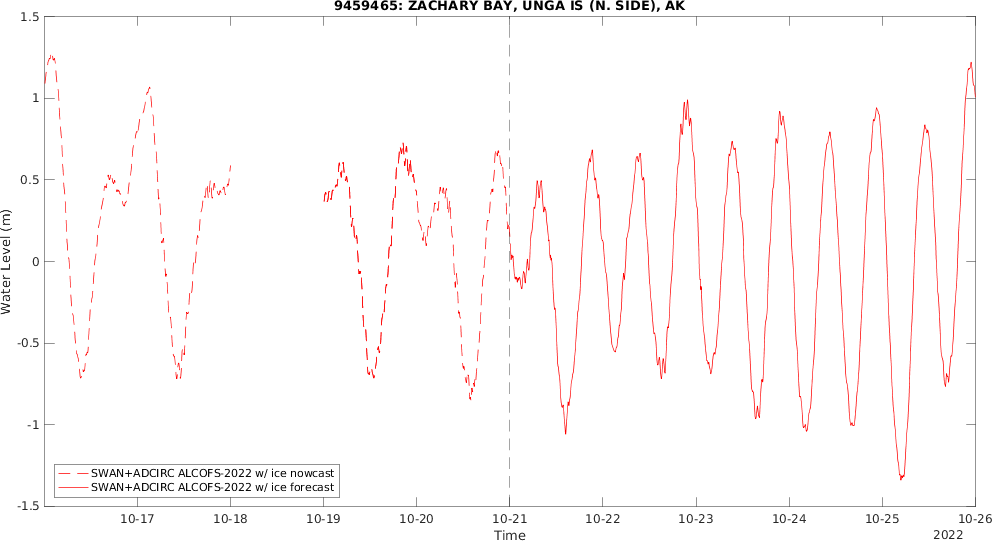 9459465: ZACHARY BAY, UNGA IS (N. SIDE), AK
1.5
1
0.5
0
-0.5
-1
-1.5
Water Level (m)
SWAN+ADCIRC ALCOFS-2022 w/ ice nowcast
SWAN+ADCIRC ALCOFS-2022 w/ ice forecast
10-17 10-18 10-19 10-20 10-21 10-22 10-23 10-24 10-25 10-26
Time
2022